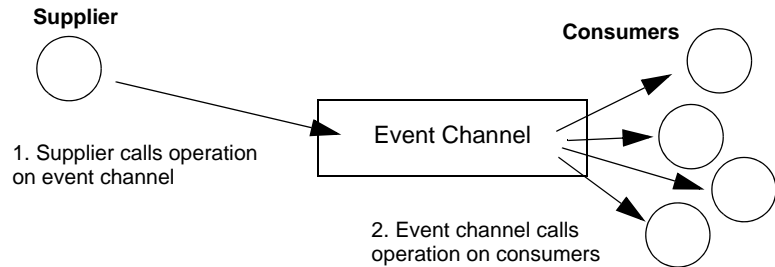 Supplier
Consumers
Event Channel
1. Supplier calls operation
on event channel
2. Event channel calls
operation on consumers